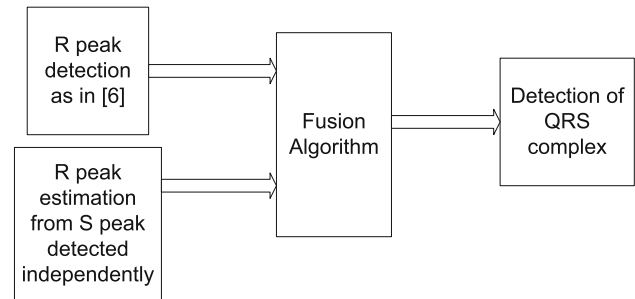 R peak
detection
as in [6]
R peak
estimation
from S peak
detected
independently
Fusion
Algorithm
Detection of
QRS
complex